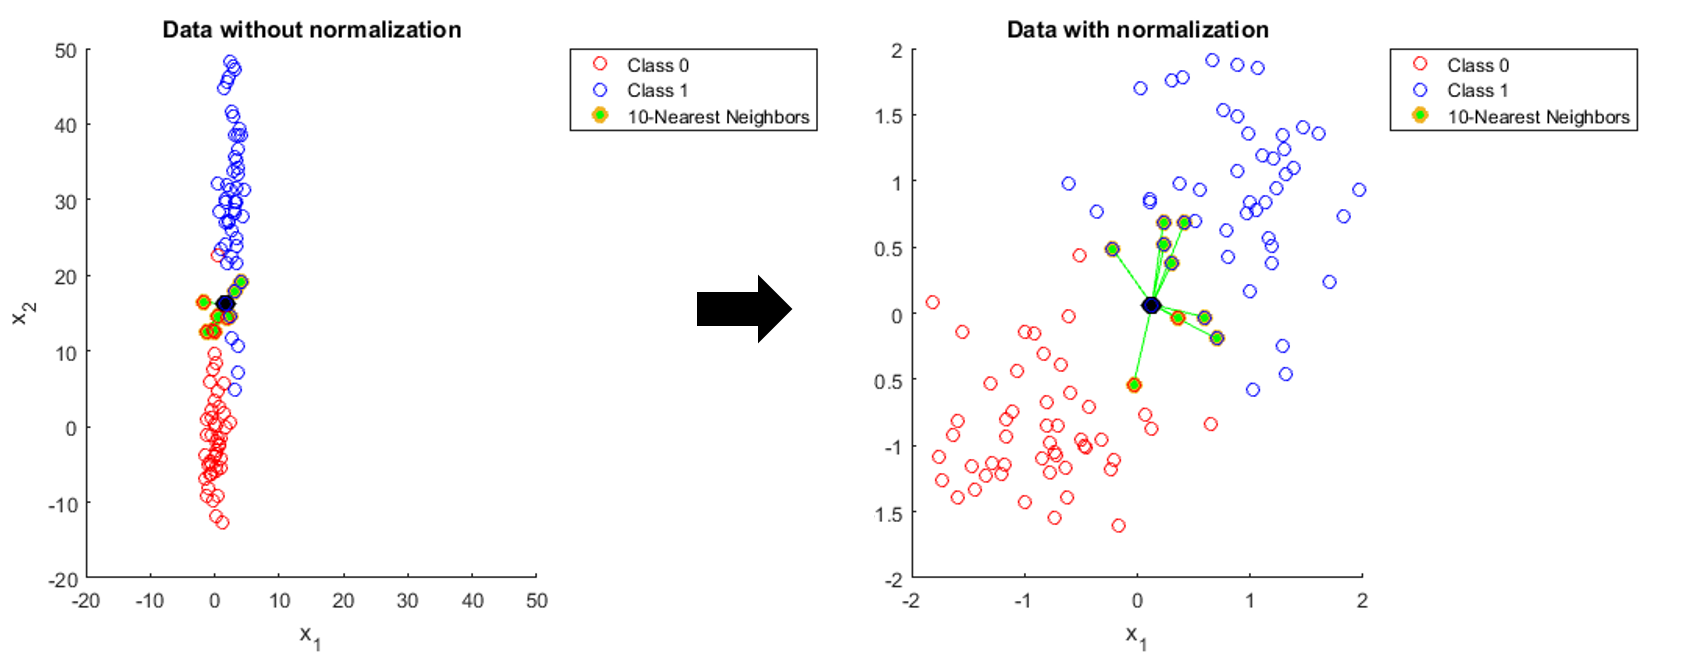 Data without normalization
50
40
30
20
10
0
-10
-20
-20 -10 0 10 20 30 40 50
x2
x1
Class 0
Class 1
10-Nearest Neighbors
Data with normalization
2
1.5
1
0.5
0
0.5
-1
1.5
-2
-2 -1 0 1 2
x1
Class 0
Class 1
10-Nearest Neighbors